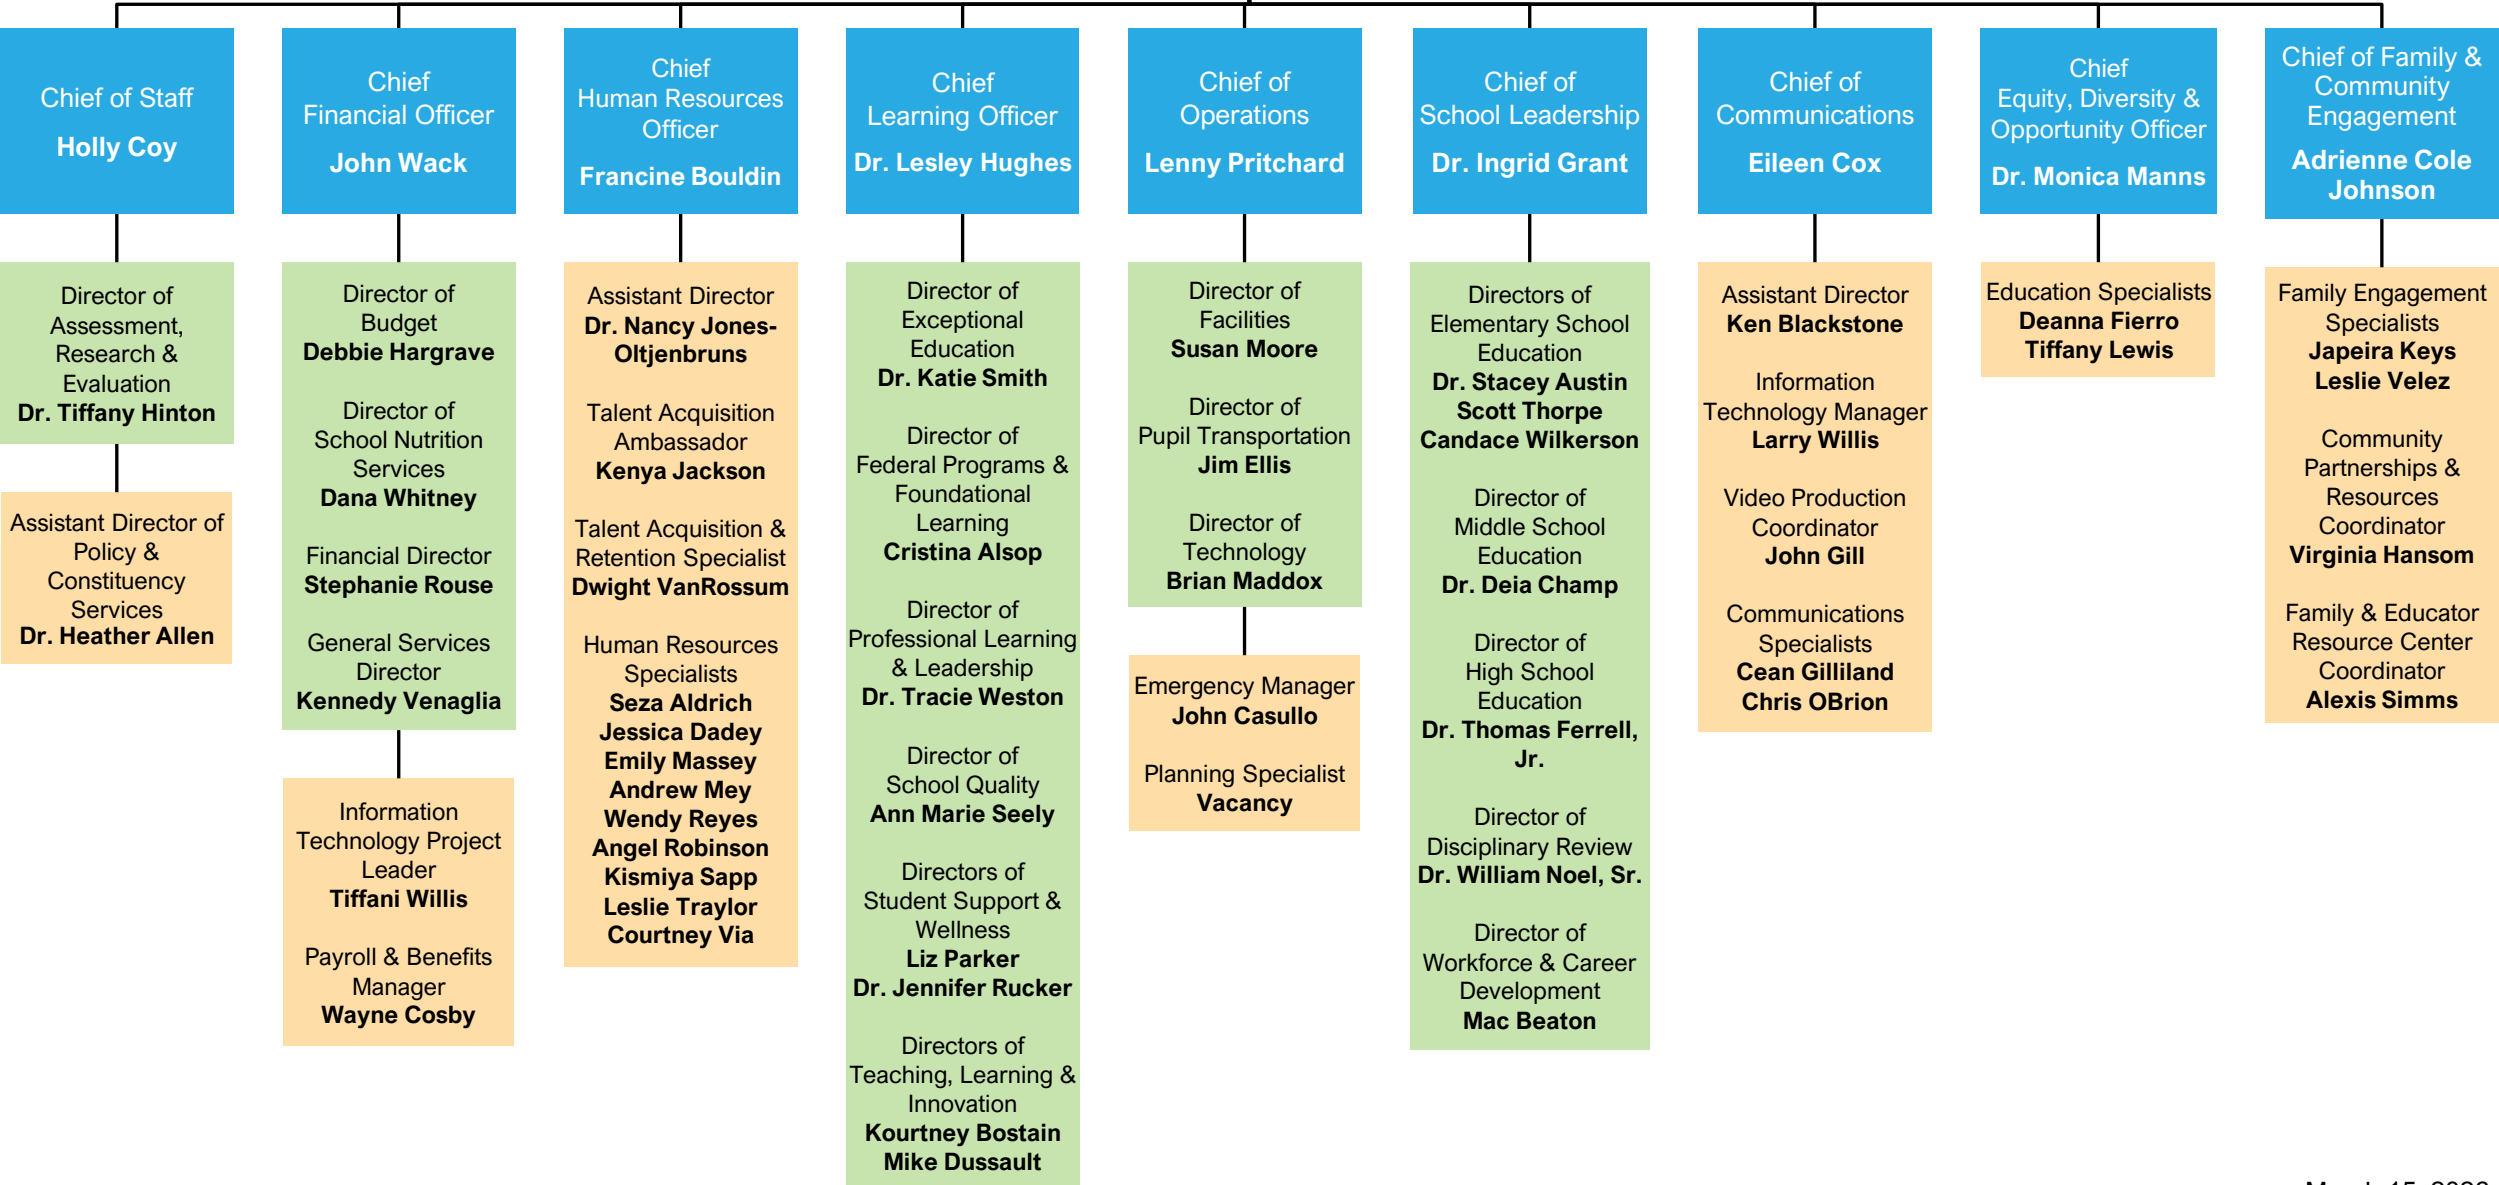 Chief of Staff
Holly Coy
Chief
Financial Officer
John Wack
Chief
Human Resources
Officer
Francine Bouldin
Chief
Learning Officer
Dr. Lesley Hughes
Chief of
Operations
Lenny Pritchard
Chief of
School Leadership
Dr. Ingrid Grant
Chief of
Communications
Eileen Cox
Chief
Equity, Diversity &
Opportunity Officer
Dr. Monica Manns
Chief of Family &
Community
Engagement
Adrienne Cole
Johnson
Director of
Assessment,
Research &
Evaluation
Dr. Tiffany Hinton
Assistant Director of
Policy &
Constituency
Services
Dr. Heather Allen
Director of
Budget
Debbie Hargrave
Director of
School Nutrition
Services
Dana Whitney
Financial Director
Stephanie Rouse
General Services
Director
Kennedy Venaglia
Information
Technology Project
Leader
Tiffani Willis
Payroll & Benefits
Manager
Wayne Cosby
Assistant Director
Dr. Nancy Jones-
Oltjenbruns
Talent Acquisition
Ambassador
Kenya Jackson
Talent Acquisition &
Retention Specialist
Dwight VanRossum
Human Resources
Specialists
Seza Aldrich
Jessica Dadey
Emily Massey
Andrew Mey
Wendy Reyes
Angel Robinson
Kismiya Sapp
Leslie Traylor
Courtney Via
Director of
Exceptional
Education
Dr. Katie Smith
Director of
Federal Programs &
Foundational
Learning
Cristina Alsop
Director of
Professional Learning
& Leadership
Dr. Tracie Weston
Director of
School Quality
Ann Marie Seely
Directors of
Student Support &
Wellness
Liz Parker
Dr. Jennifer Rucker
Directors of
Teaching, Learning &
Innovation
Kourtney Bostain
Mike Dussault
Director of
Facilities
Susan Moore
Director of
Pupil Transportation
Jim Ellis
Director of
Technology
Brian Maddox
Emergency Manager
John Casullo
Planning Specialist
Vacancy
Directors of
Elementary School
Education
Dr. Stacey Austin
Scott Thorpe
Candace Wilkerson
Director of
Middle School
Education
Dr. Deia Champ
Director of
High School
Education
Dr. Thomas Ferrell,
Jr.
Director of
Disciplinary Review
Dr. William Noel, Sr.
Director of
Workforce & Career
Development
Mac Beaton
Assistant Director
Ken Blackstone
Information
Technology Manager
Larry Willis
Video Production
Coordinator
John Gill
Communications
Specialists
Cean Gilliland
Chris OBrion
Education Specialists
Deanna Fierro
Tiffany Lewis
Family Engagement
Specialists
Japeira Keys
Leslie Velez
Community
Partnerships &
Resources
Coordinator
Virginia Hansom
Family & Educator
Resource Center
Coordinator
Alexis Simms